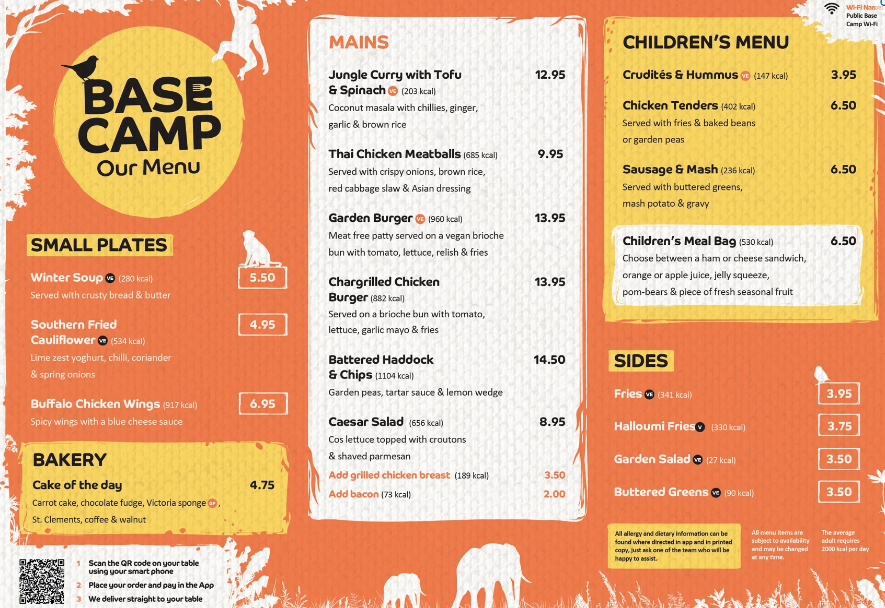 BASE
CAMP
Our Menu
SMALL PLATES
Winter Soup VE (280 kcal) 5.50
Served with crusty bread & butter
Southern Fried
Cauliflower VE (534 kcal) 4.95
Lime zest yoghurt, chilli, coriander
& spring onions
Buffalo Chicken Wings (917 kcal) 6.95
Spicy wings with a blue cheese sauce
BAKERY
Cake of the day 4.75
Carrot cake, chocolate fudge, Victoria sponge GF,
St. Clements, coffee & walnut
1 Scan the QR code on your table
using your smart phone
2 Place your order and pay in the App
3 We deliver straight to your table
MAINS
Jungle Curry with Tofu 12.95
& Spinach VE (203 kcal)
Coconut masala with chillies, ginger,
garlic & brown rice
Thai Chicken Meatballs (685 kcal) 9.95
Served with crispy onions, brown rice,
red cabbage slaw & Asian dressing
Garden Burger VE (960 kcal) 13.95
Meat free patty served on a vegan brioche
bun with tomato, lettuce, relish & fries
Chargrilled Chicken 13.95
Burger (882 kcal)
Served on a brioche bun with tomato,
lettuce, garlic mayo & fries
Battered Haddock 14.50
& Chips (1104 kcal)
Garden peas, tartar sauce & lemon wedge
Caesar Salad (656 kcal) 8.95
Cos lettuce topped with croutons
& shaved parmesan
Add grilled chicken breast (189 kcal) 3.50
Add bacon (73 kcal) 2.00
Wi-Fi
Public Base
Camp Wi-Fi
CHILDREN'S MENU
Crudités & Hummus VE (147 kcal) 3.95
Chicken Tenders (402 kcal) 6.50
Served with fries & baked beans
or garden peas
Sausage & Mash (236 kcal) 6.50
Served with buttered greens,
mash potato & gravy
Children's Meal Bag (530 kcal) 6.50
Choose between a ham or cheese sandwich,
orange or apple juice, jelly squeeze,
pom-bears & piece of fresh seasonal fruit
SIDES
Fries VE (341 kcal) 3.95
Halloumi Fries V (330 kcal) 3.75
Garden Salad VE (27 kcal) 3.50
Buttered Greens VE (90 kcal) 3.50
All allergy and dietary information can be
found where directed in app and in printed
copy, just ask one of the team who will be
happy to assist.
All menu items are
subject to availability
and may be changed
at any time.
The average
adult requires
2000 kcal per day